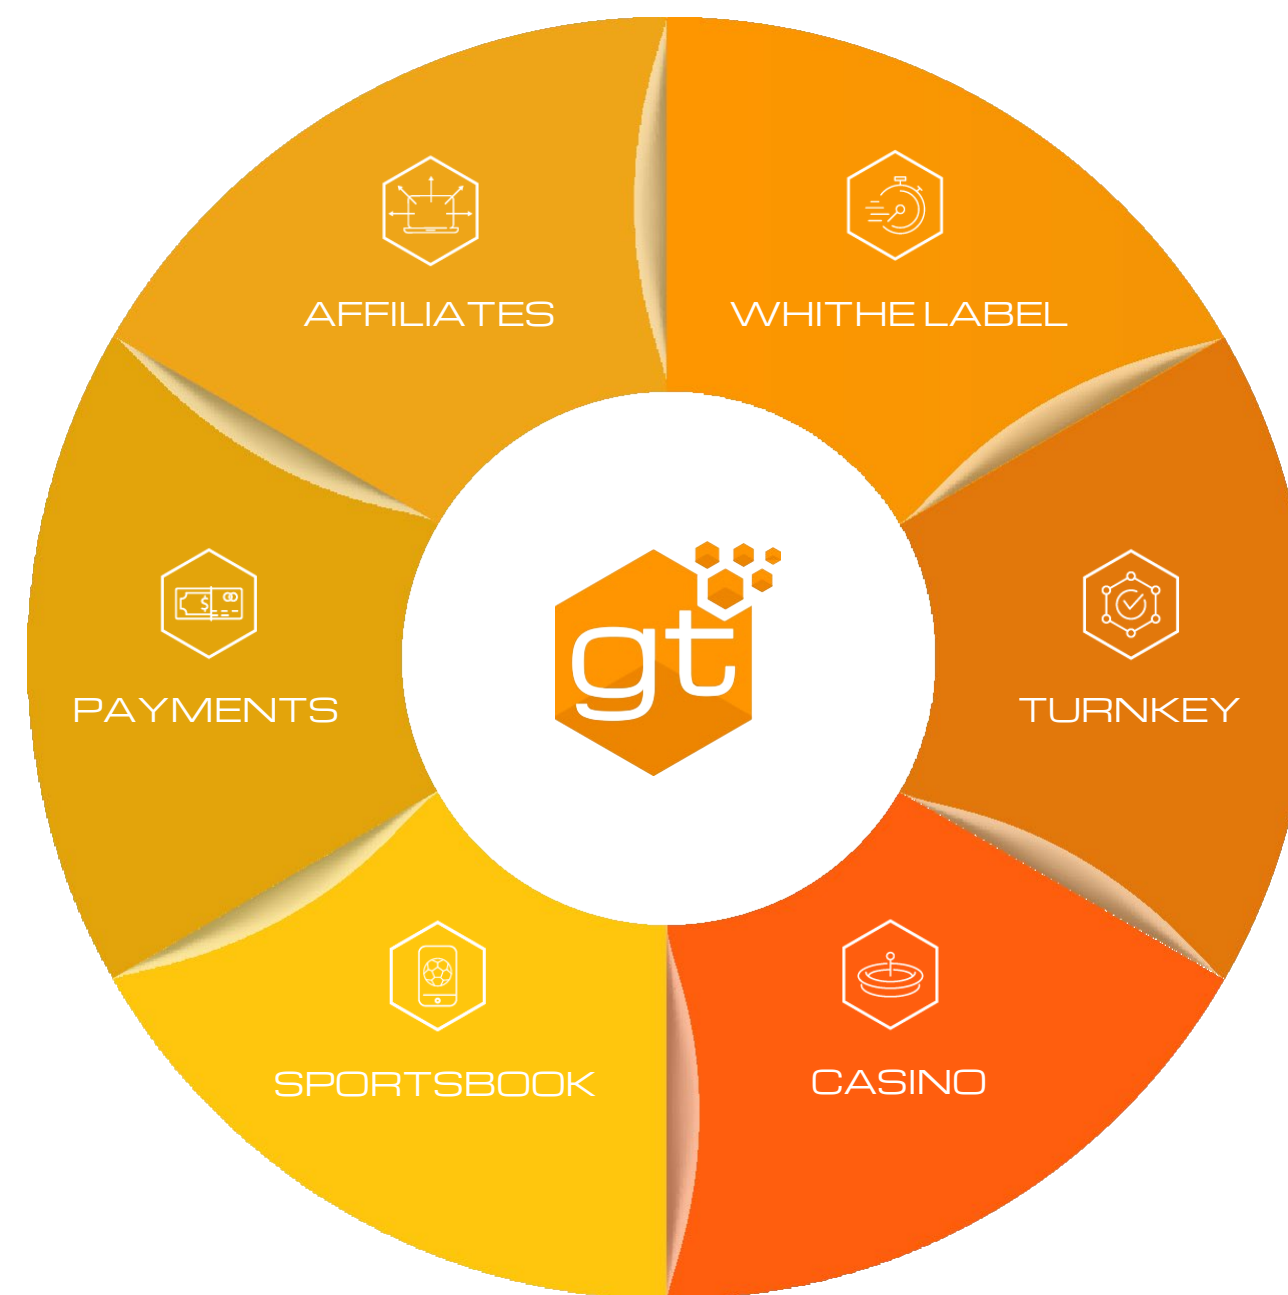 AFFILIATES
WHITHE LABEL
$
gt
PAYMENTS
TURNKEY
SPORTSBOOK
CASINO